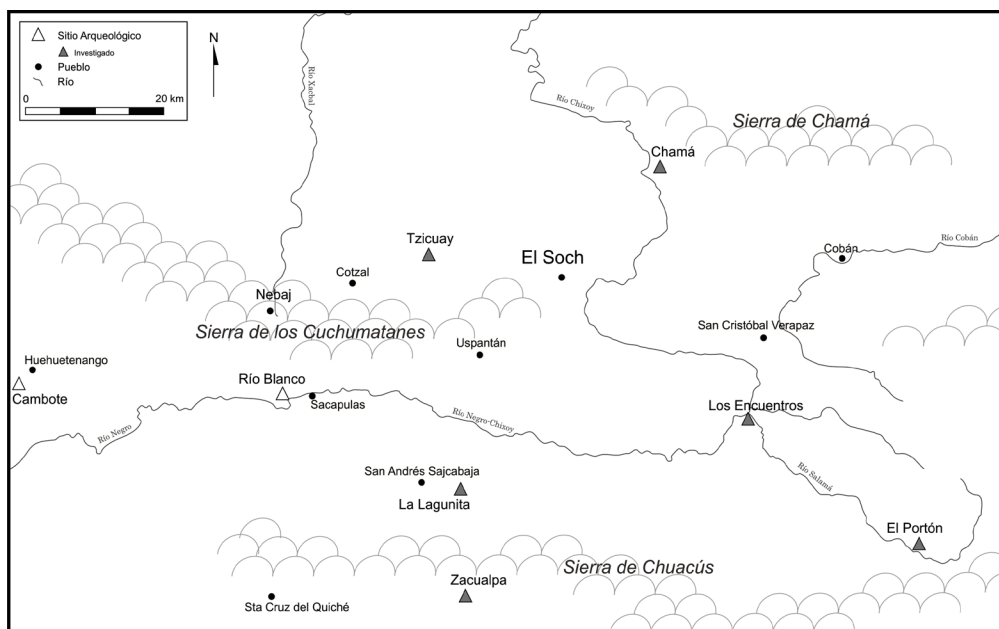 Sitio Arqueológico
Investigado
Pueblo
Río
0 20 km
N
Río Xacbal
Río Chixoy
Sierra de Chamá
Chamá
Tzicuay
El Soch
Río Cobán
Cobán
Cotzal
Nebaj
Sierra de los Cuchumatanes
San Cristóbal Verapaz
Uspantán
Huehuetenango
Cambote
Río Blanco
Sacapulas
Río Negro
Río Negro-Chixoy
Los Encuentros
San Andrés Sajcabaja
La Lagunita
Río Salamá
El Portón
Sierra de Chuacús
Zacualpa
Sta Cruz del Quiché